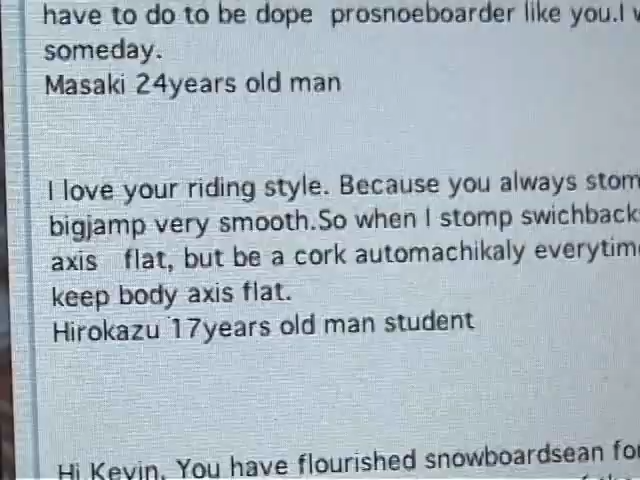 have to do to be dope prosnoeboarder like you.I
someday.
Masaki 24years old man
I love your riding style. Because you always stom
bigjamp very smooth.So when I stomp swichback
axis flat, but be a cork automachikaly everytim
keep body axis flat.
Hirokazu 17years old man student
Hi Kevin. You have flourished snowboardsean for